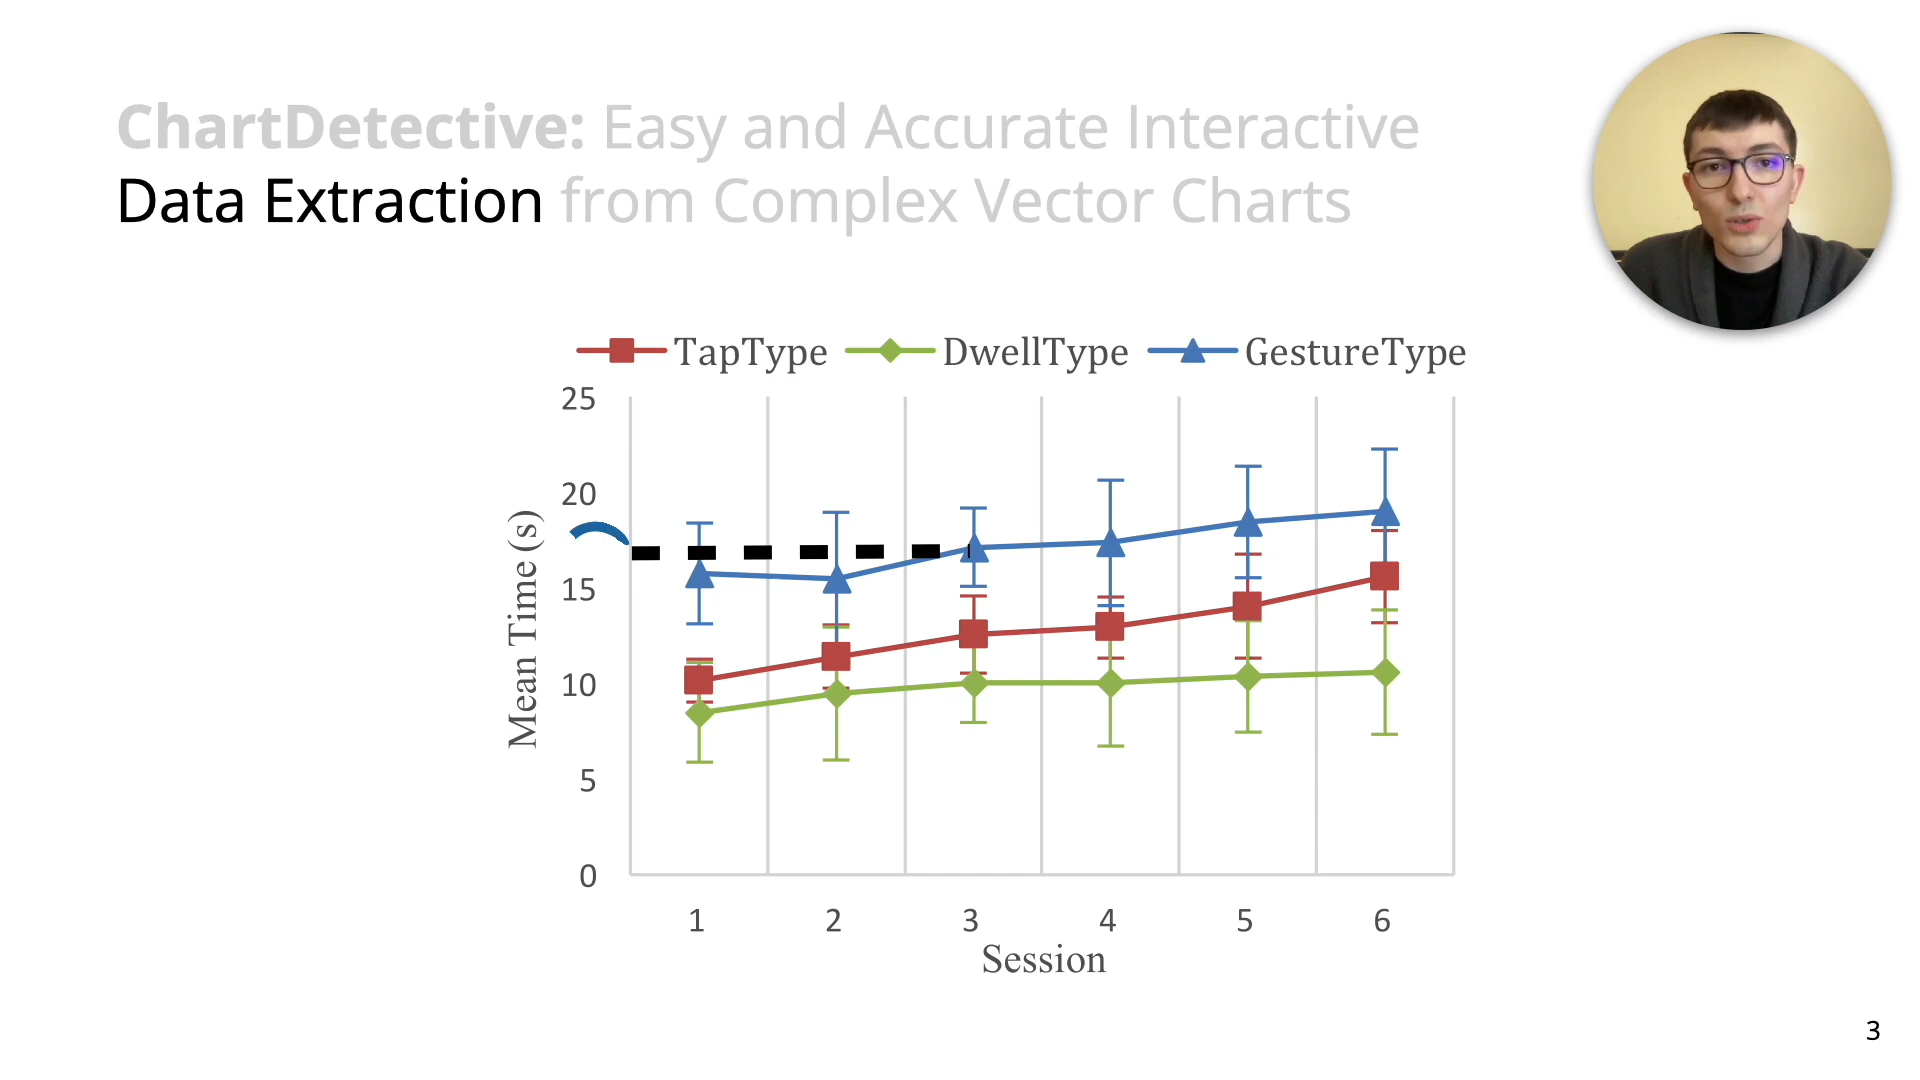 ChartDetective: Easy and Accurate Interactive
Data Extraction from Complex Vector Charts
TapType DwellType GestureType
25
20
15
10
5
0
Mean Time (s)
1 2 3 4 5 6
Session
3